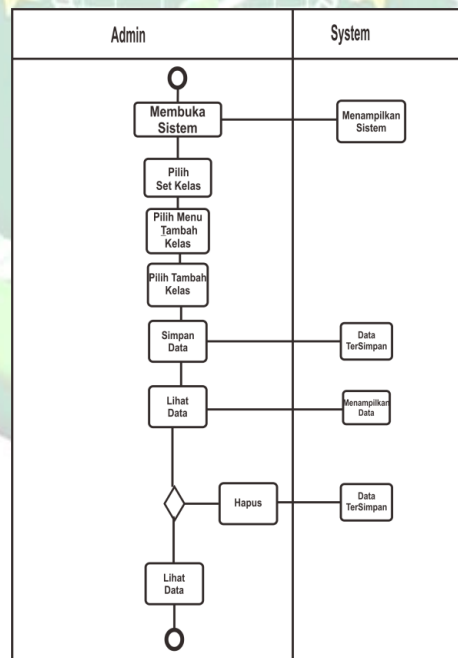 Admin
System
Membuka
Sistem
Menampilkan
Sistem
Pilih
Set Kelas
Pilih Menu
Tambah
Kelas
Pilih Tambah
Kelas
Simpan
Data
Data
TerSimpan
Lihat
Data
Menampilkan
Data
Hapus
Data
TerSimpan
Lihat
Data